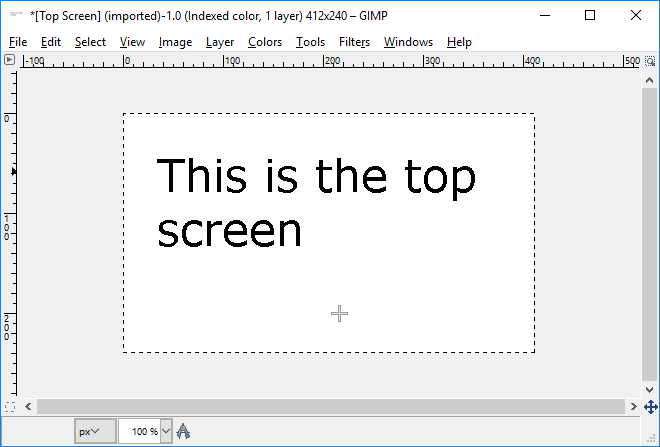 *[Top Screen] (imported)-1.0 (Indexed color, 1 layer) 412x240 – GIMP
File Edit Select View Image Layer Colors Tools Filters Windows Help
-100 0 100 200 300 400 500
0
100
200
This is the top
screen
px 100 %